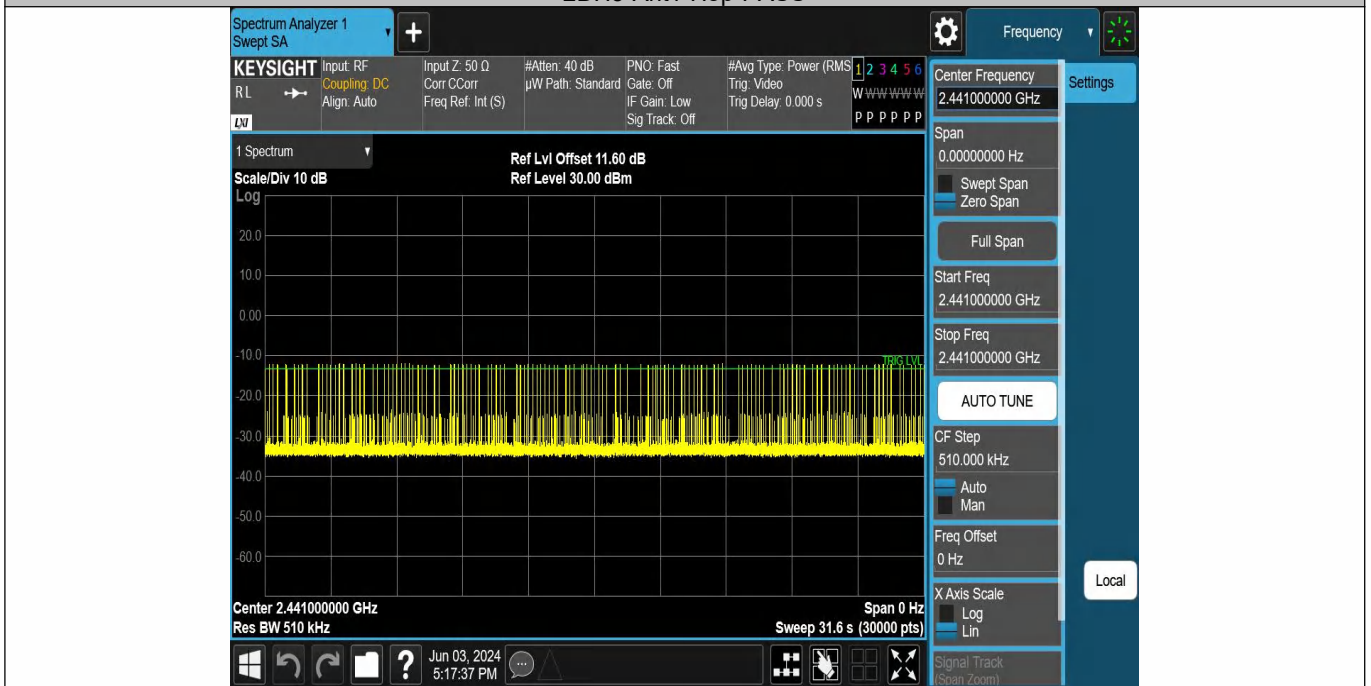 Spectrum Analyzer 1
Swept SA
+
Frequency
KEYSIGHT
RL
LXI
Input: RF
Coupling: DC
Align: Auto
Input Z: 50 Ω
Corr CCorr
Freq Ref: Int (S)
#Atten: 40 dB
µW Path: Standard
PNO: Fast
Gate: Off
IF Gain: Low
Sig Track: Off
#Avg Type: Power (RMS
Trig: Video
Trig Delay: 0.000 s
1 2 3 4 5 6
W W W W W W
P P P P P P
1 Spectrum
Scale/Div 10 dB
Ref Lvl Offset 11.60 dB
Ref Level 30.00 dBm
Log
20.0
10.0
0.00
-10.0
TRIG LVL
-20.0
-30.0
-40.0
-50.0
-60.0
Center 2.441000000 GHz
Span 0 Hz
Res BW 510 kHz
Sweep 31.6 s (30000 pts)
Center Frequency
2.441000000 GHz
Settings
Span
0.00000000 Hz
Swept Span
Zero Span
Full Span
Start Freq
2.441000000 GHz
Stop Freq
2.441000000 GHz
AUTO TUNE
CF Step
510.000 kHz
Auto
Man
Freq Offset
0 Hz
X Axis Scale
Log
Lin
Local
Signal Track
(Span Zoom)
?
Jun 03, 2024
5:17:37 PM